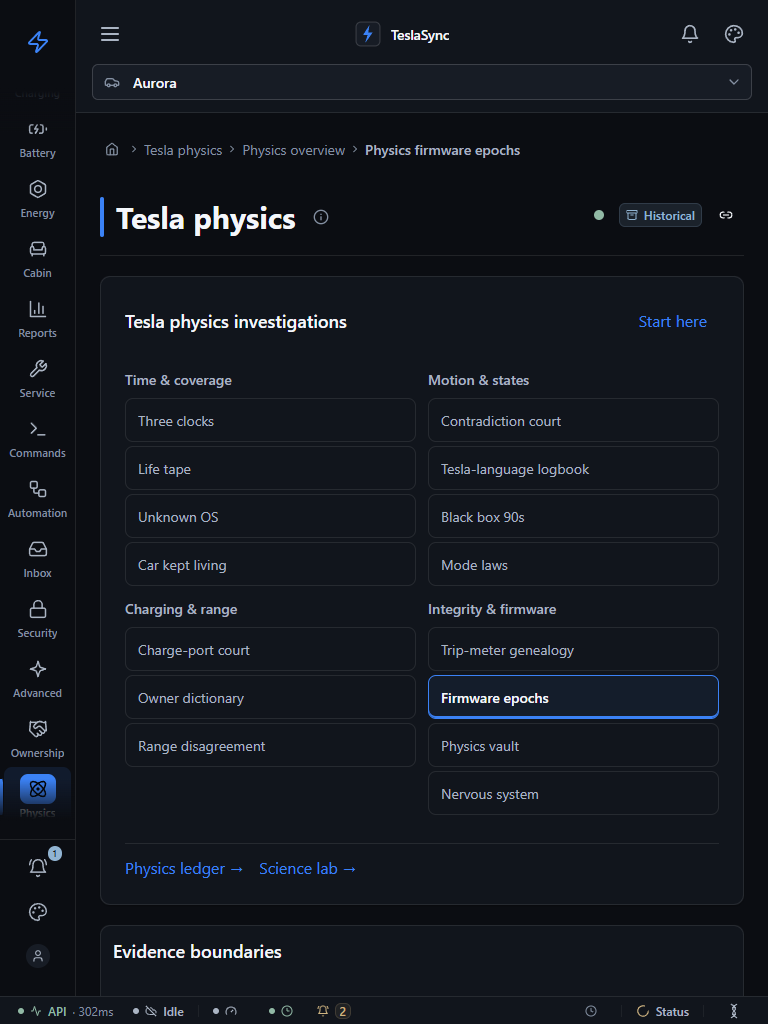 TeslaSync
Aurora
Charging
Battery
Energy
Cabin
Reports
Service
Commands
Automation
Inbox
Security
Advanced
Ownership
Physics
1
Tesla physics > Physics overview > Physics firmware epochs
Tesla physics
Historical
Tesla physics investigations
Start here
Time & coverage
Three clocks
Life tape
Unknown OS
Car kept living
Motion & states
Contradiction court
Tesla-language logbook
Black box 90s
Mode laws
Charging & range
Charge-port court
Owner dictionary
Range disagreement
Integrity & firmware
Trip-meter genealogy
Firmware epochs
Physics vault
Nervous system
Physics ledger →
Science lab →
Evidence boundaries
API · 302ms
Idle
2
Status